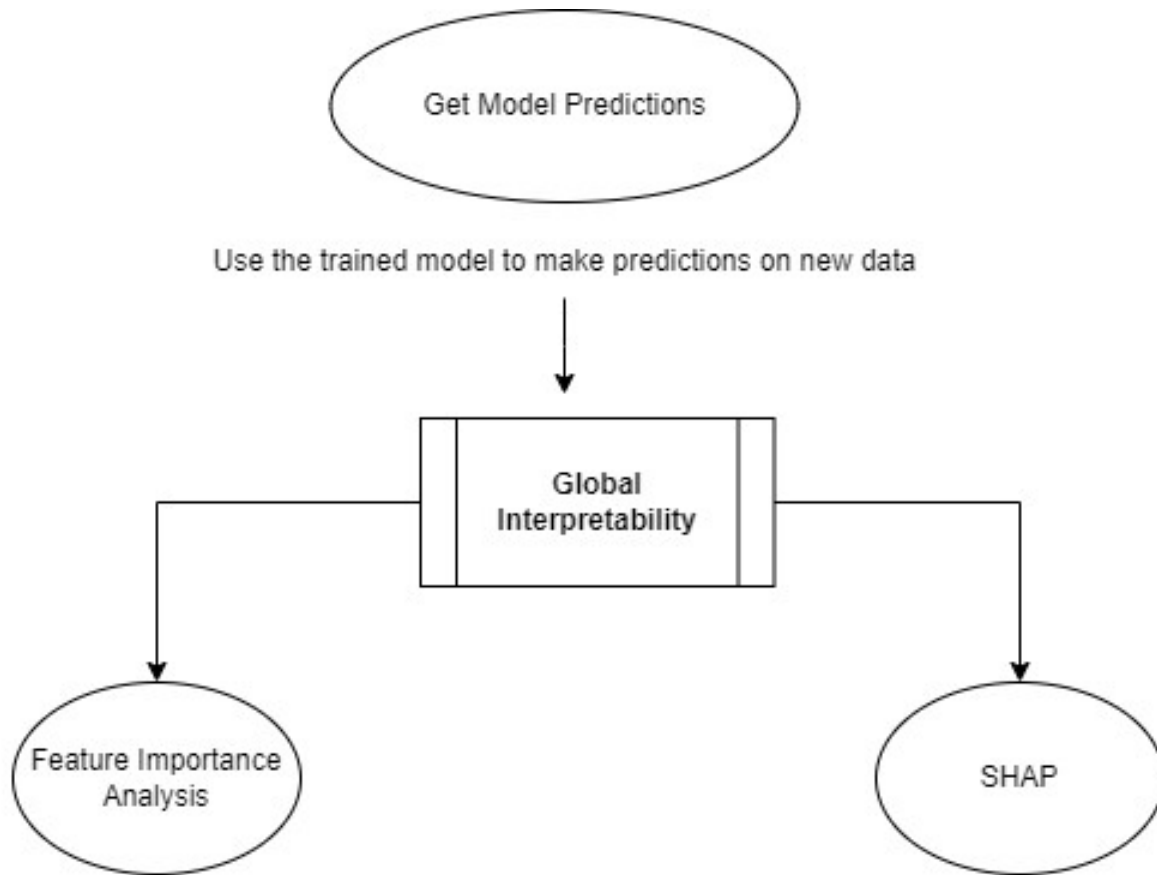 Get Model Predictions
Use the trained model to make predictions on new data
Global
Interpretability
Feature Importance
Analysis
SHAP